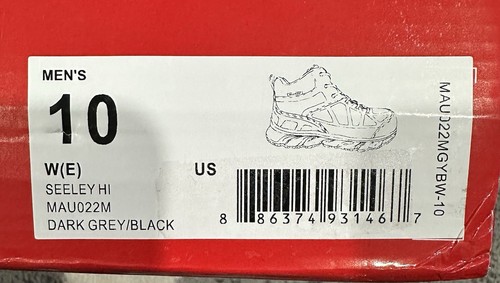 MEN'S
10
W(E)
US
SEELEY HI
MAU022M
DARK GREY/BLACK
8 86374 93146 7
MAU022MGYBW-10